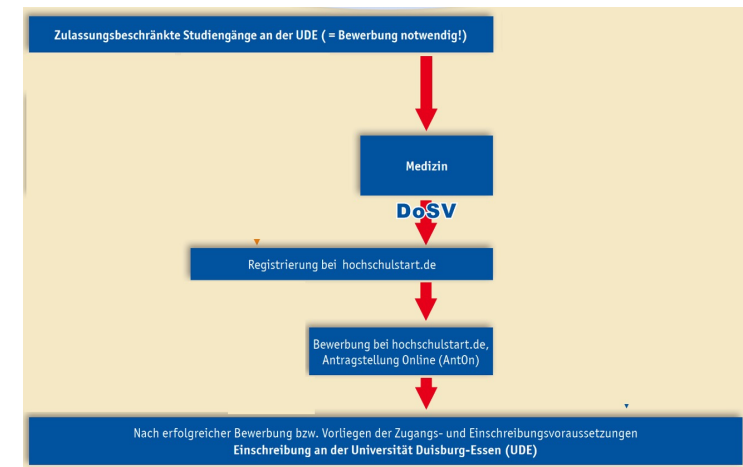 Zulassungsbeschränkte Studiengänge an der UDE ( = Bewerbung notwendig!)
Medizin
DoSV
Registrierung bei hochschulstart.de
Bewerbung bei hochschulstart.de,
Antragstellung Online (AntOn)
Nach erfolgreicher Bewerbung bzw. Vorliegen der Zugangs- und Einschreibungsvoraussetzungen
Einschreibung an der Universität Duisburg-Essen (UDE)